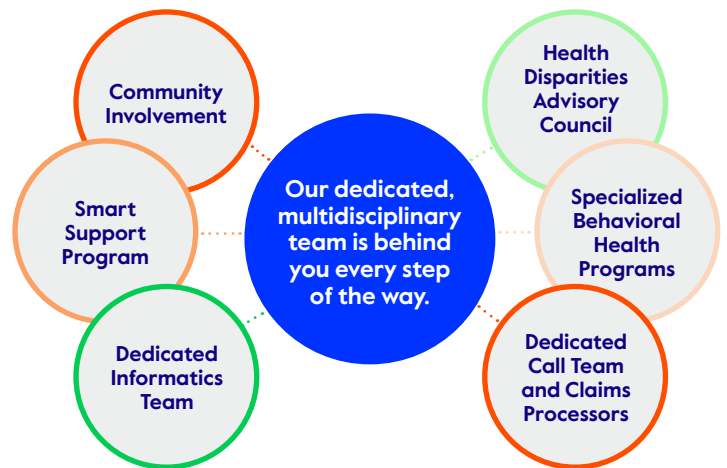 Community
Involvement
Smart
Support
Program
Dedicated
Informatics
Team
Our dedicated,
multidisciplinary
team is behind
you every step
of the way.
Health
Disparities
Advisory
Council
Specialized
Behavioral
Health
Programs
Dedicated
Call Team
and Claims
Processors